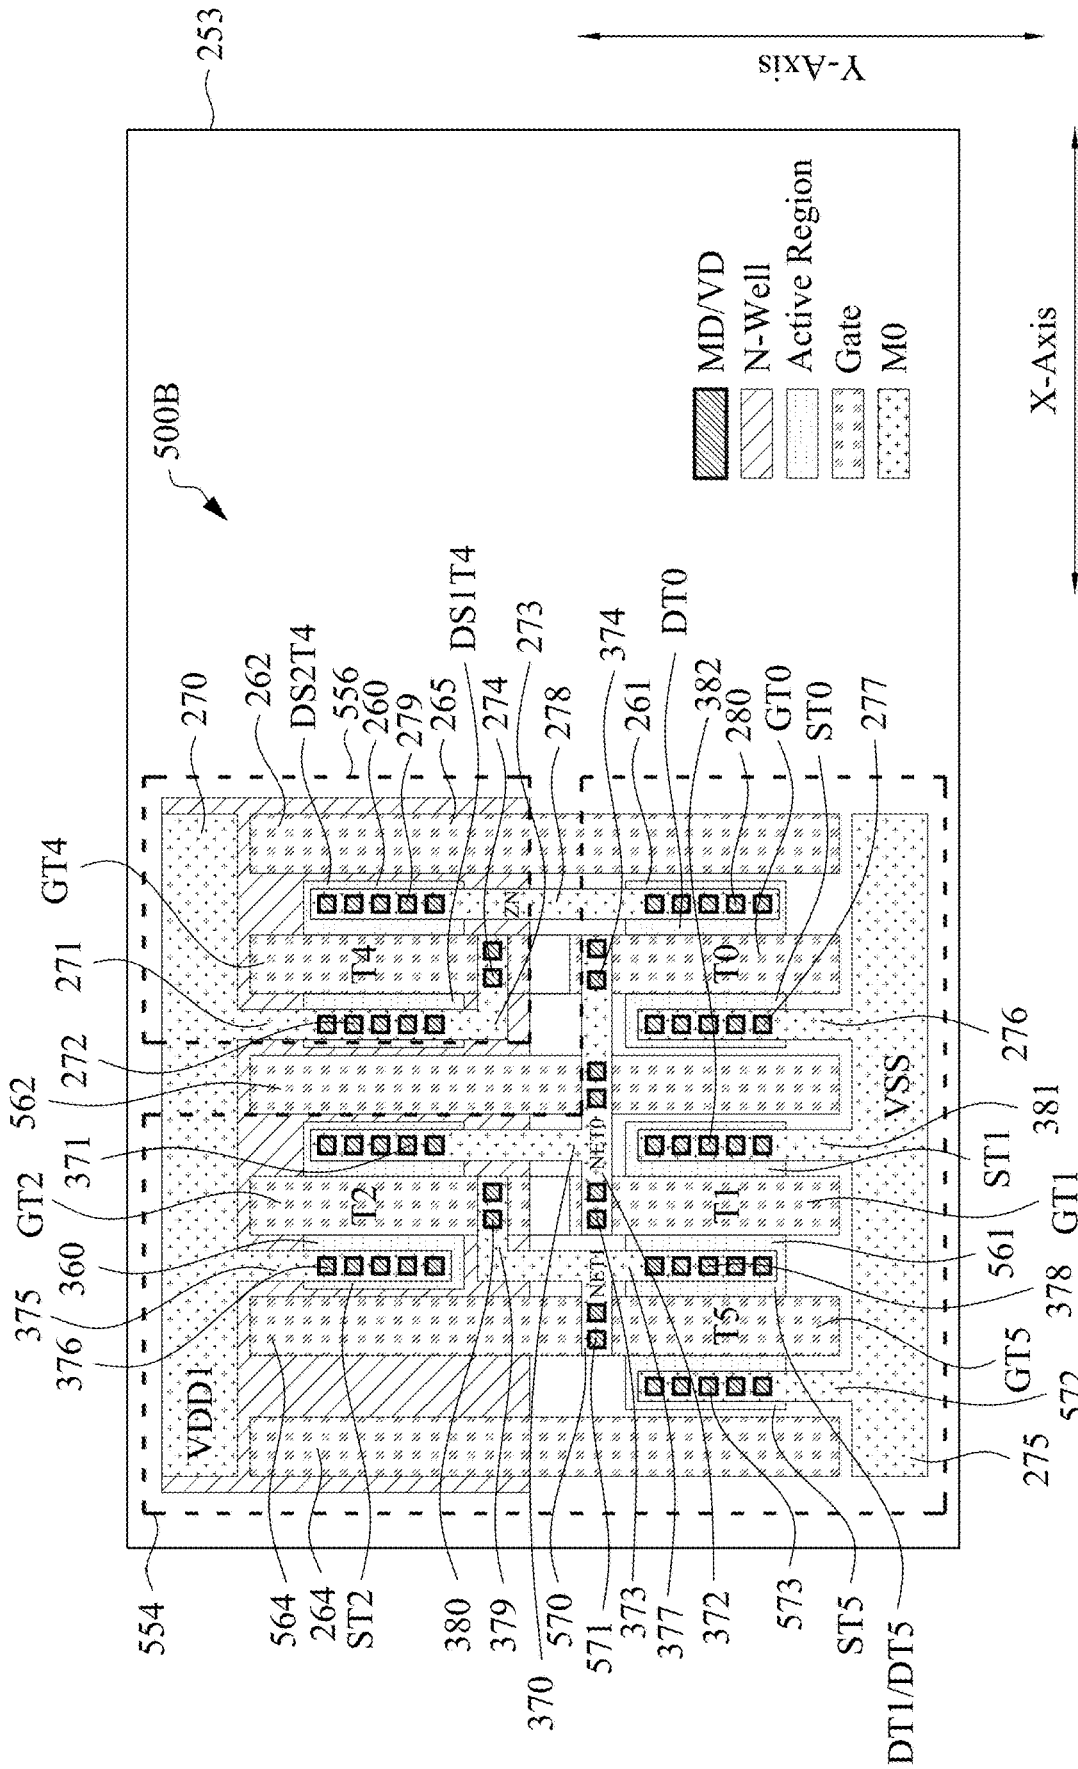 500B
253
Y-Axis
X-Axis
MD/VD
N-Well
Active Region
Gate
M0
554
564
264
ST2
380
379
370
570
571
373
377
372
573
ST5
DT1/DT5
376
375
360
GT2
371
562
272
271
GT4
270
262
DS2T4
556
260
279
265
DS1T4
274
273
278
374
261
DT0
382
280
GT0
ST0
277
276
381
ST1
GT1
561
378
GT5
572
275
VDD1
VSS
T2
T4
T5
T1
T0
NET1
NET0
ZN